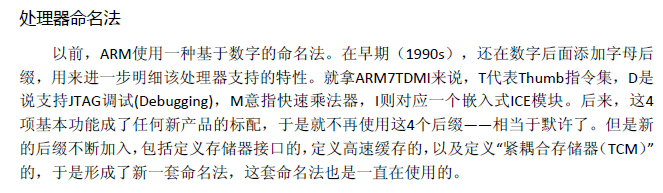 处理器命名法
以前，ARM使用一种基于数字的命名法。在早期（1990s），还在数字后面添加字母后
缀，用来进一步明细该处理器支持的特性。就拿ARM7TDMI来说，T代表Thumb指令集，D是
说支持JTAG调试(Debugging)，M意指快速乘法器，I则对应一个嵌入式ICE模块。后来，这4
项基本功能成了任何新产品的标配，于是就不再使用这4个后缀——相当于默许了。但是新
的后缀不断加入，包括定义存储器接口的，定义高速缓存的，以及定义“紧耦合存储器（TCM）”
的，于是形成了新一套命名法，这套命名法也是一直在使用的。